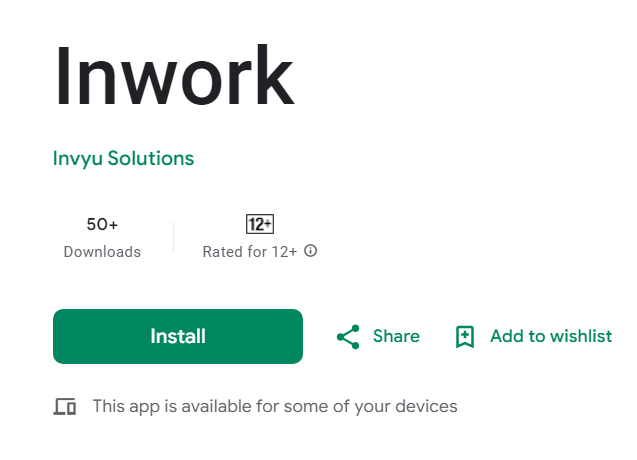 Inwork
Invyu Solutions
50+
Downloads
12+
Rated for 12+
Install
Share
Add to wishlist
This app is available for some of your devices